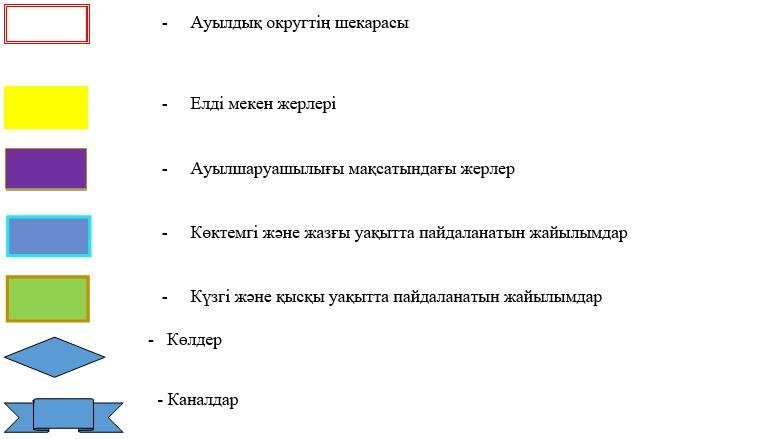 - Ауылдық округтің шекарасы
- Елді мекен жерлері
- Ауылшаруашылығы мақсатындағы жерлер
- Көктемгі және жазғы уақытта пайдаланатын жайылымдар
- Күзгі және қысқы уақытта пайдаланатын жайылымдар
- Көлдер
- Каналдар